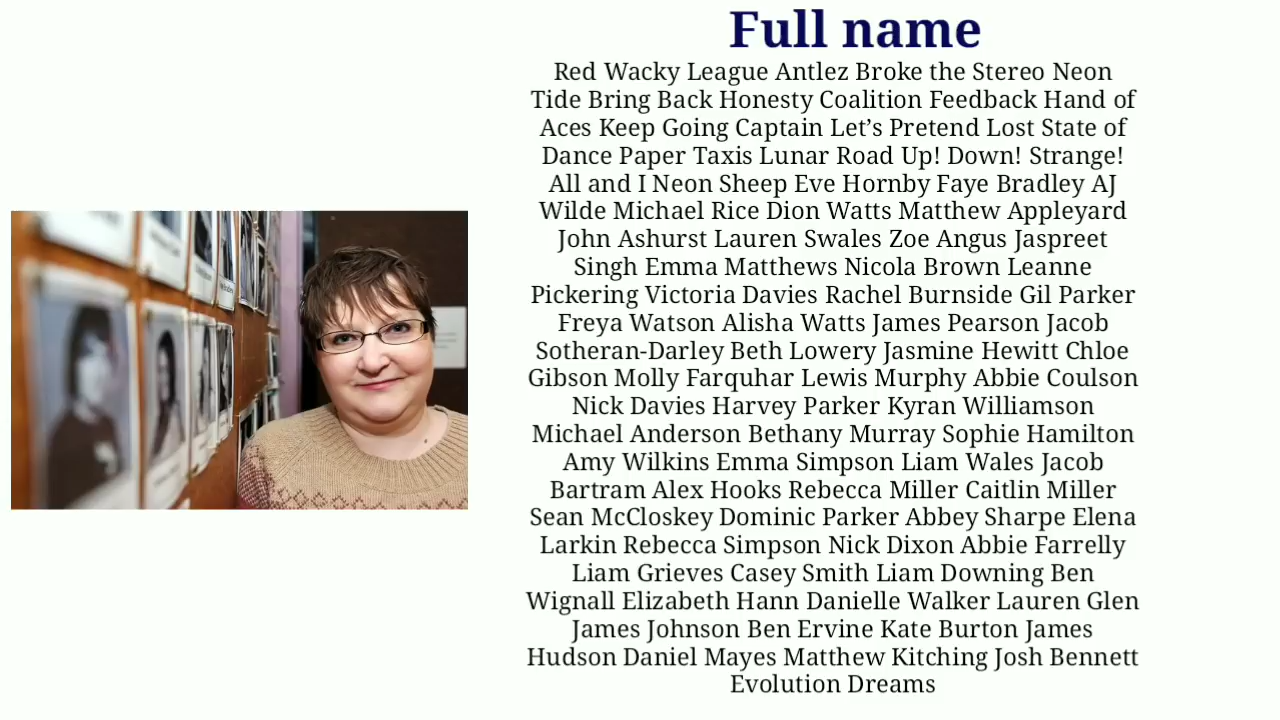 Full name
Red Wacky League Antlez Broke the Stereo Neon
Tide Bring Back Honesty Coalition Feedback Hand of
Aces Keep Going Captain Let’s Pretend Lost State of
Dance Paper Taxis Lunar Road Up! Down! Strange!
All and I Neon Sheep Eve Hornby Faye Bradley AJ
Wilde Michael Rice Dion Watts Matthew Appleyard
John Ashurst Lauren Swales Zoe Angus Jaspreet
Singh Emma Matthews Nicola Brown Leanne
Pickering Victoria Davies Rachel Burnside Gil Parker
Freya Watson Alisha Watts James Pearson Jacob
Sotheran-Darley Beth Lowery Jasmine Hewitt Chloe
Gibson Molly Farquhar Lewis Murphy Abbie Coulson
Nick Davies Harvey Parker Kyran Williamson
Michael Anderson Bethany Murray Sophie Hamilton
Amy Wilkins Emma Simpson Liam Wales Jacob
Bartram Alex Hooks Rebecca Miller Caitlin Miller
Sean McCloskey Dominic Parker Abbey Sharpe Elena
Larkin Rebecca Simpson Nick Dixon Abbie Farrelly
Liam Grieves Casey Smith Liam Downing Ben
Wignall Elizabeth Hann Danielle Walker Lauren Glen
James Johnson Ben Ervine Kate Burton James
Hudson Daniel Mayes Matthew Kitching Josh Bennett
Evolution Dreams